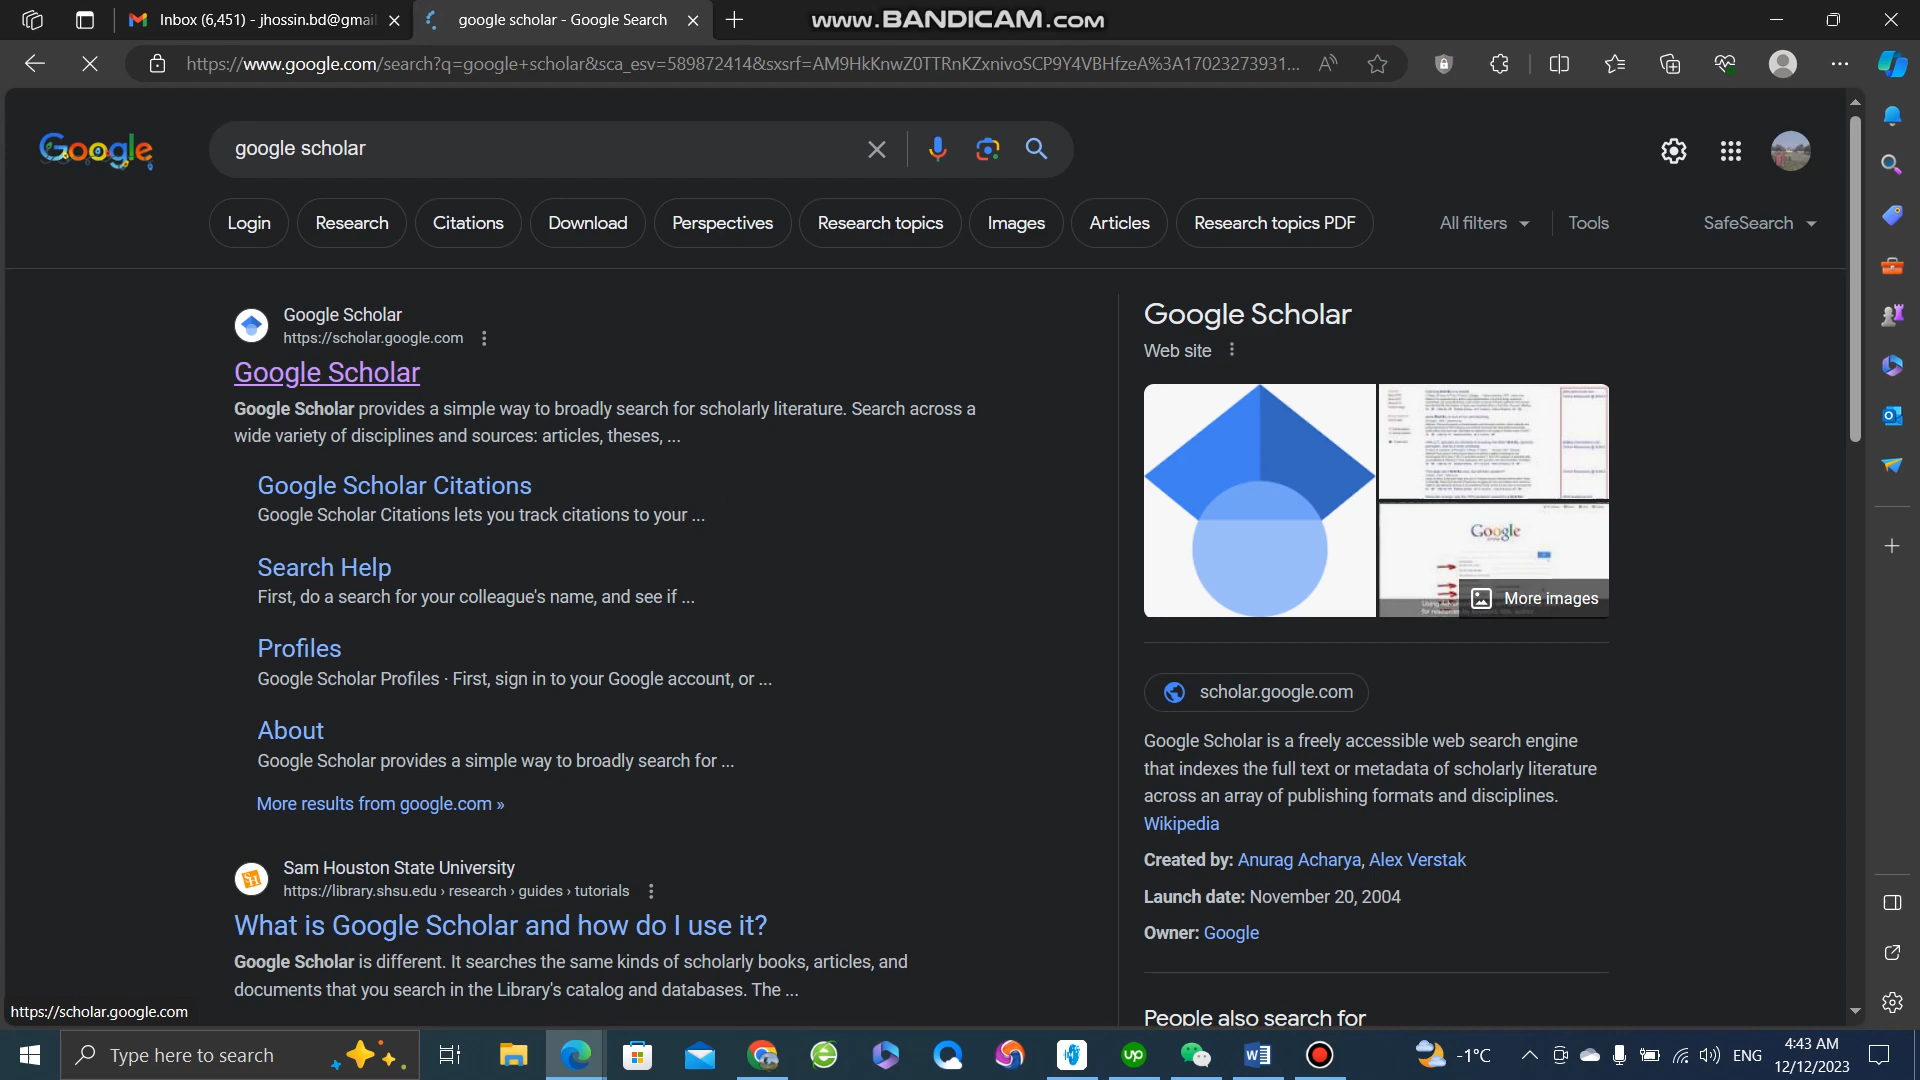 Inbox (6,451) - jhossin.bd@gmai
google scholar - Google Search
www.BANDICAM.com
https://www.google.com/search?q=google+scholar&sca_esv=589872414&sxsrf=AM9HkKnwZ0TTRnKZxnivoSCP9Y4VBHfzeA%3A17023273931...
Google
google scholar
Login
Research
Citations
Download
Perspectives
Research topics
Images
Articles
Research topics PDF
All filters
Tools
SafeSearch
Google Scholar
https://scholar.google.com
Google Scholar
Google Scholar provides a simple way to broadly search for scholarly literature. Search across a
wide variety of disciplines and sources: articles, theses, ...
Google Scholar Citations
Google Scholar Citations lets you track citations to your ...
Search Help
First, do a search for your colleague's name, and see if ...
Profiles
Google Scholar Profiles · First, sign in to your Google account, or ...
About
Google Scholar provides a simple way to broadly search for ...
More results from google.com »
Sam Houston State University
https://library.shsu.edu › research › guides › tutorials
What is Google Scholar and how do I use it?
Google Scholar is different. It searches the same kinds of scholarly books, articles, and
documents that you search in the Library's catalog and databases. The ...
Google Scholar
Web site
Google
More images
scholar.google.com
Google Scholar is a freely accessible web search engine
that indexes the full text or metadata of scholarly literature
across an array of publishing formats and disciplines.
Wikipedia
Created by: Anurag Acharya, Alex Verstak
Launch date: November 20, 2004
Owner: Google
People also search for
https://scholar.google.com
Type here to search
up
-1°C
ENG
4:43 AM
12/12/2023